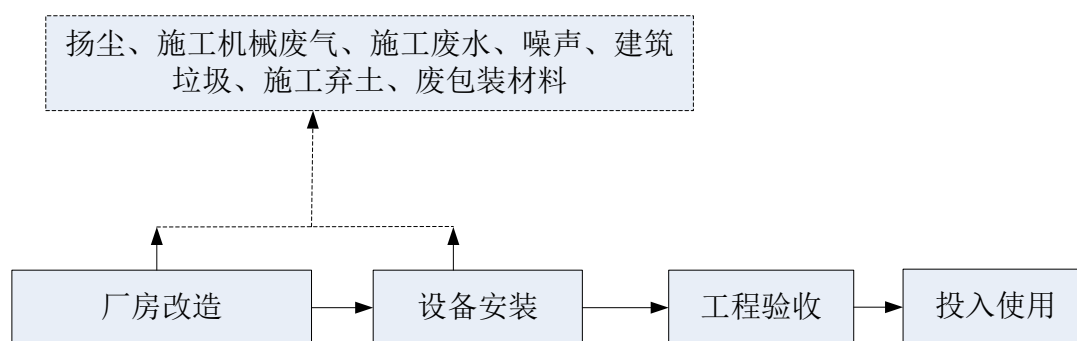 扬尘、施工机械废气、施工废水、噪声、建筑
垃圾、施工弃土、废包装材料
厂房改造
设备安装
工程验收
投入使用